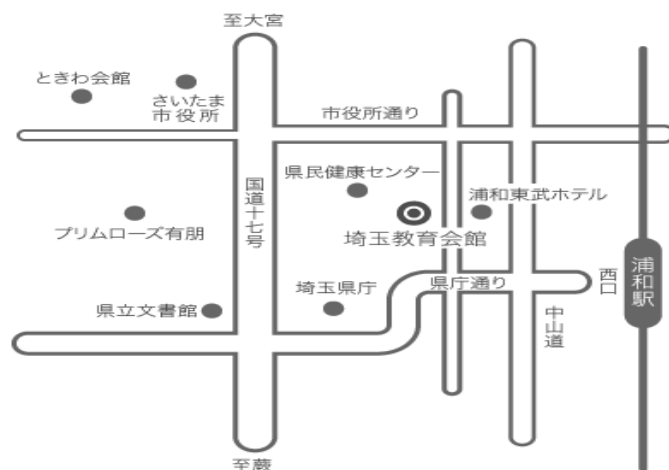 至大宮
ときわ会館
さいたま
市役所
市役所通り
国道十七号
県民健康センター
浦和東武ホテル
プリムローズ有朋
埼玉教育会館
県立文書館
埼玉県庁
県庁通り
中山道
西口
浦和駅
至蕨